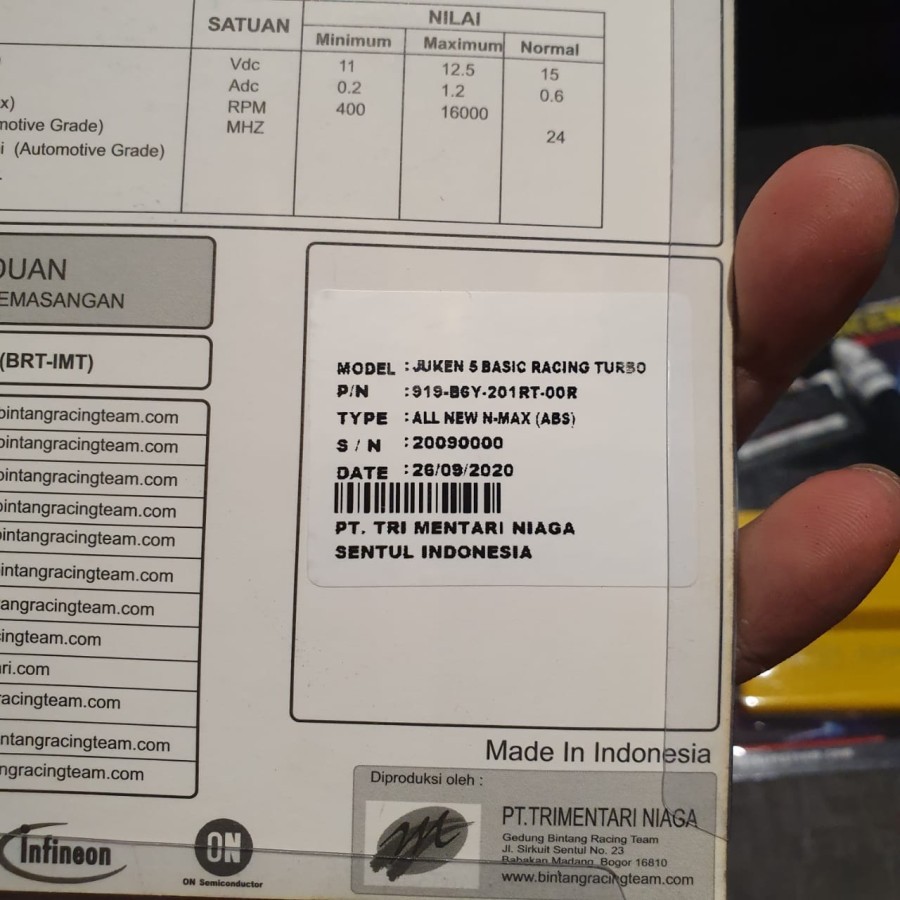 SATUAN
NILAI
Minimum Maximum Normal
Vdc 11 12.5 15
Adc 0.2 1.2 0.6
x) RPM 400 16000
motive Grade) MHZ 24
i (Automotive Grade)
DUAN
EMASANGAN
(BRT-IMT)
bintangracingteam.com
bintangracingteam.com
bintangracingteam.com
bintangracingteam.com
bintangracingteam.com
intangracingteam.com
angracingteam.com
ingteam.com
ri.com
racingteam.com
ntangracingteam.com
ngracingteam.com
MODEL : JUKEN 5 BASIC RACING TURBO
P/N :919-B6Y-201RT-00R
TYPE : ALL NEW N-MAX (ABS)
S / N : 20090000
DATE : 26/09/2020
PT. TRI MENTARI NIAGA
SENTUL INDONESIA
Made In Indonesia
Diproduksi oleh :
PT.TRIMENTARI NIAGA
Gedung Bintang Racing Team
Jl. Sirkuit Sentul No. 23
Babakan Madang, Bogor 16810
www.bintangracingteam.com
Infineon
ON
ON Semiconductor